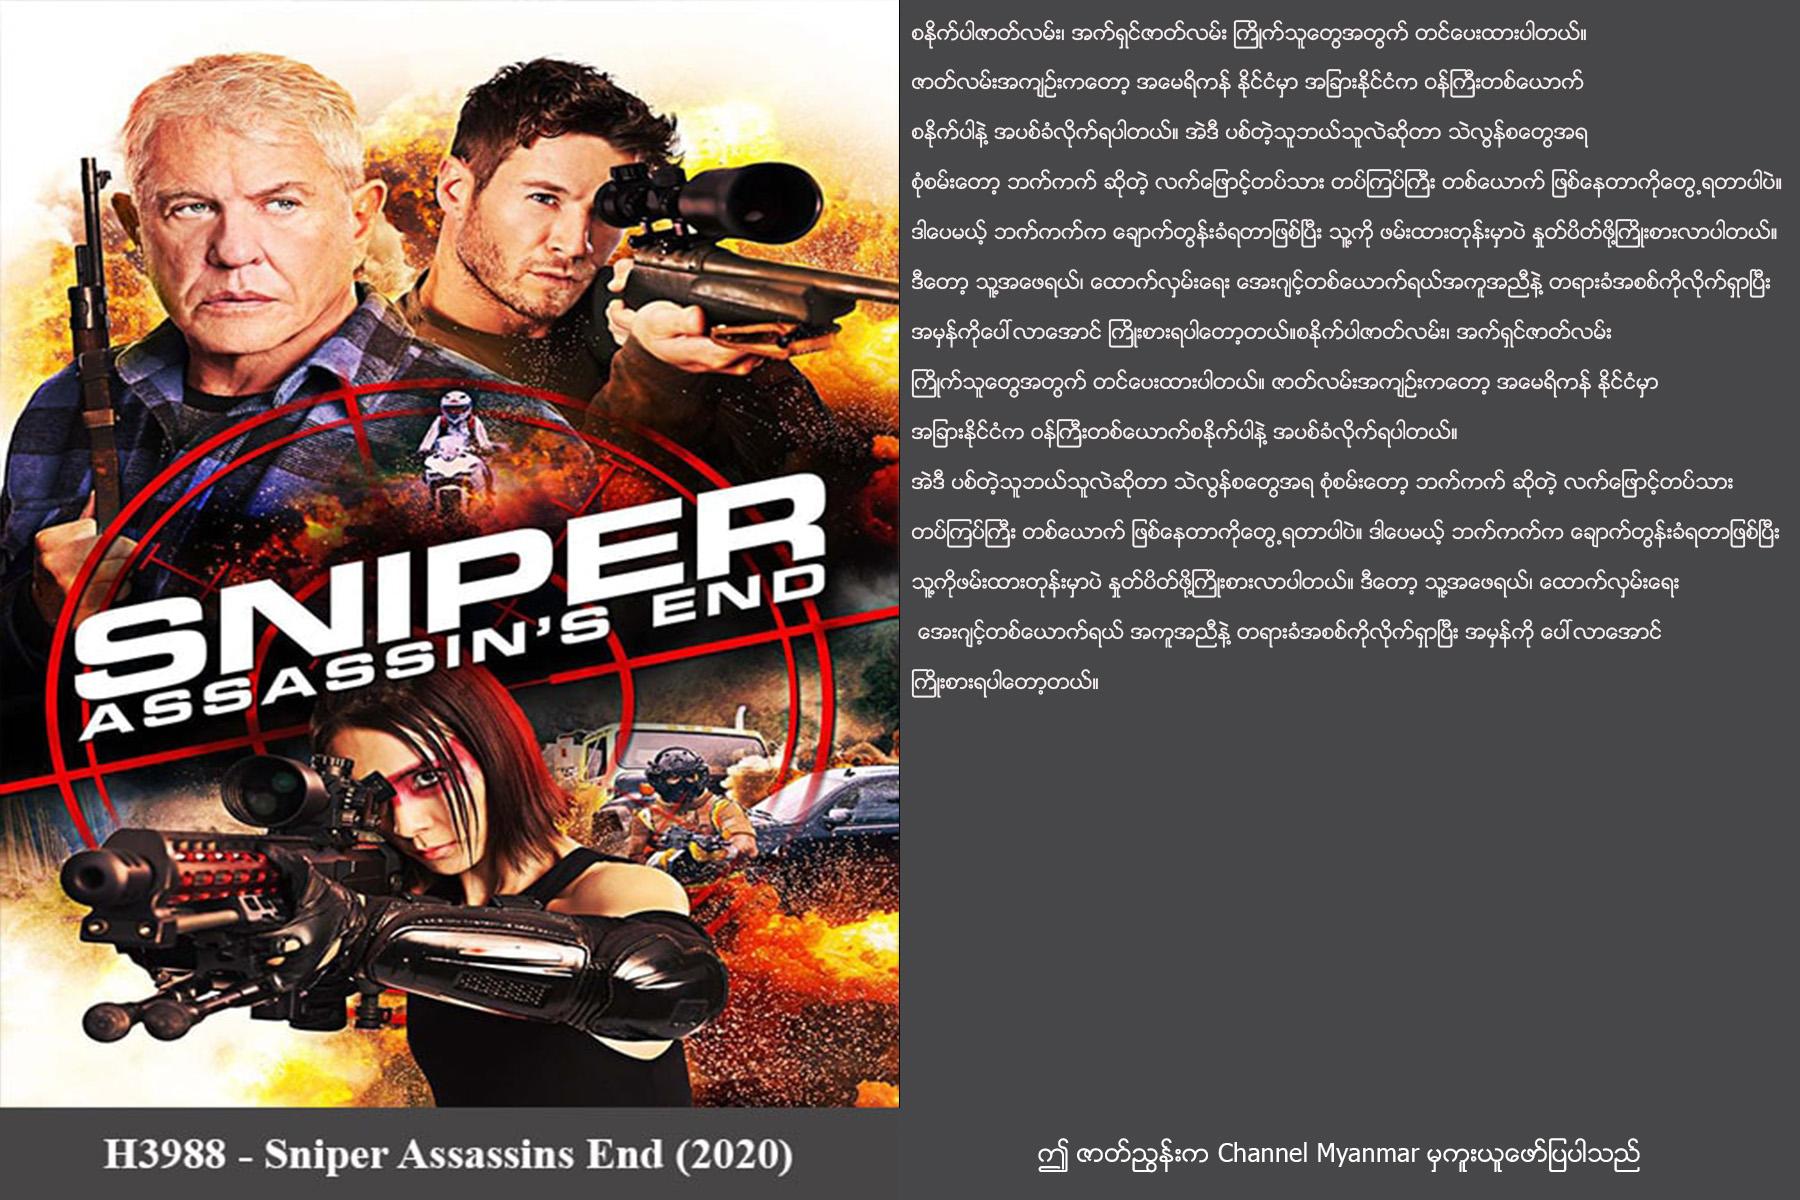 SNIPER
ASSASSIN'S END
H3988 - Sniper Assassins End (2020)
စနိုက်ပါဇာတ်လမ်း၊ အက်ရှင်ဇာတ်လမ်း ကြိုက်သူတွေအတွက် တင်ပေးထားပါတယ်။
ဇာတ်လမ်းအကျဉ်းကတော့ အမေရိကန် နိုင်ငံမှာ အခြားနိုင်ငံက ဝန်ကြီးတစ်ယောက်
စနိုက်ပါနဲ့ အပစ်ခံလိုက်ရပါတယ်။ အဲဒီ ပစ်တဲ့သူဘယ်သူလဲဆိုတာ သဲလွန်စတွေအရ
စုံစမ်းတော့ ဘက်ကက် ဆိုတဲ့ လက်ဖြောင့်တပ်သား တပ်ကြပ်ကြီး တစ်ယောက် ဖြစ်နေတာကိုတွေ့ရတာပါပဲ။
ဒါပေမယ့် ဘက်ကက်က ချောက်တွန်းခံရတာဖြစ်ပြီး သူ့ကို ဖမ်းထားတုန်းမှာပဲ နှုတ်ပိတ်ဖို့ကြိုးစားလာပါတယ်။
ဒီတော့ သူ့အဖေရယ်၊ ထောက်လှမ်းရေး အေးဂျင့်တစ်ယောက်ရယ်အကူအညီနဲ့ တရားခံအစစ်ကိုလိုက်ရှာပြီး
အမှန်ကိုပေါ်လာအောင် ကြိုးစားရပါတော့တယ်။စနိုက်ပါဇာတ်လမ်း၊ အက်ရှင်ဇာတ်လမ်း
ကြိုက်သူတွေအတွက် တင်ပေးထားပါတယ်။ ဇာတ်လမ်းအကျဉ်းကတော့ အမေရိကန် နိုင်ငံမှာ
အခြားနိုင်ငံက ဝန်ကြီးတစ်ယောက်စနိုက်ပါနဲ့ အပစ်ခံလိုက်ရပါတယ်။
အဲဒီ ပစ်တဲ့သူဘယ်သူလဲဆိုတာ သဲလွန်စတွေအရ စုံစမ်းတော့ ဘက်ကက် ဆိုတဲ့ လက်ဖြောင့်တပ်သား
တပ်ကြပ်ကြီး တစ်ယောက် ဖြစ်နေတာကိုတွေ့ရတာပါပဲ။ ဒါပေမယ့် ဘက်ကက်က ချောက်တွန်းခံရတာဖြစ်ပြီး
သူ့ကိုဖမ်းထားတုန်းမှာပဲ နှုတ်ပိတ်ဖို့ကြိုးစားလာပါတယ်။ ဒီတော့ သူ့အဖေရယ်၊ ထောက်လှမ်းရေး
အေးဂျင့်တစ်ယောက်ရယ် အကူအညီနဲ့ တရားခံအစစ်ကိုလိုက်ရှာပြီး အမှန်ကို ပေါ်လာအောင်
ကြိုးစားရပါတော့တယ်။
ဤ ဇာတ်ညွှန်းက Channel Myanmar မှကူးယူဖော်ပြပါသည်